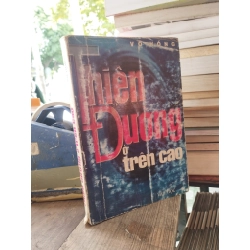 Thiên
Đường
ở
trên cao